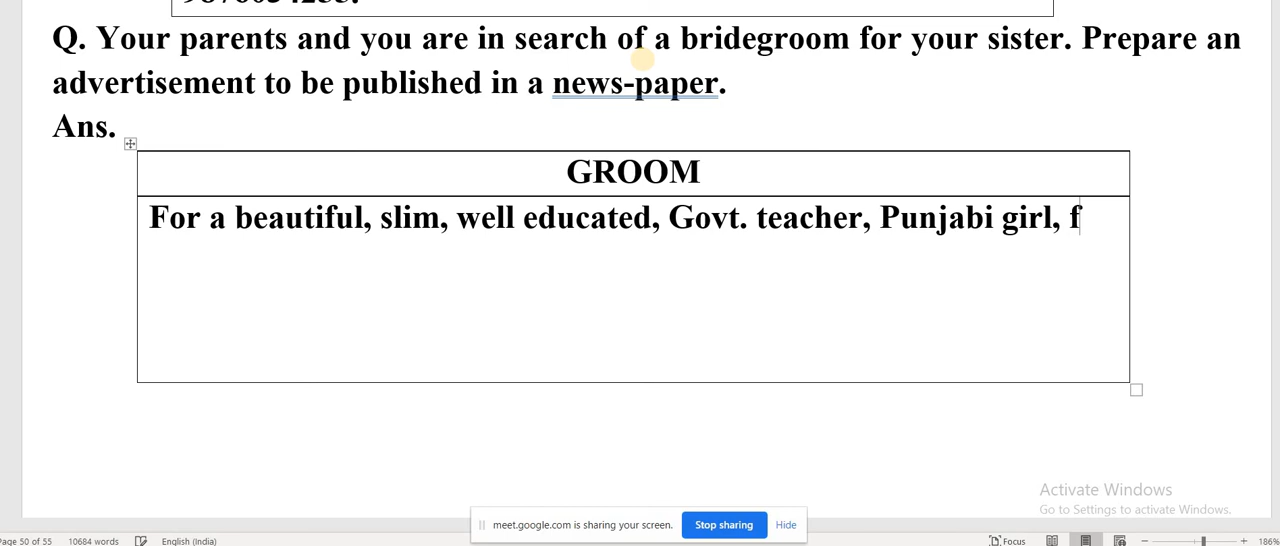 Q. Your parents and you are in search of a bridegroom for your sister. Prepare an
advertisement to be published in a news-paper.
Ans.
GROOM
For a beautiful, slim, well educated, Govt. teacher, Punjabi girl, f
Activate Windows
Go to Settings to activate Windows.
meet.google.com is sharing your screen. Stop sharing Hide
Page 50 of 55 10684 words English (India) Focus 186%